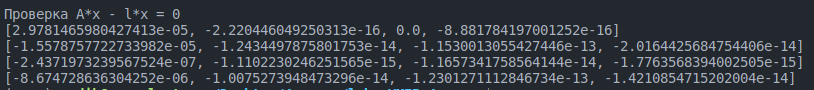 Проверка A*x - l*x = 0
[2.9781465980427413e-05, -2.220446049250313e-16, 0.0, -8.881784197001252e-16]
[-1.5578757722733982e-05, -1.2434497875801753e-14, -1.1530013055427446e-13, -2.0164425684754406e-14]
[-2.4371973239567524e-07, -1.1102230246251565e-15, -1.1657341758564144e-14, -1.7763568394002505e-15]
[-8.674728636304252e-06, -1.0075273948473296e-14, -1.2301271112846734e-13, -1.4210854715202004e-14]